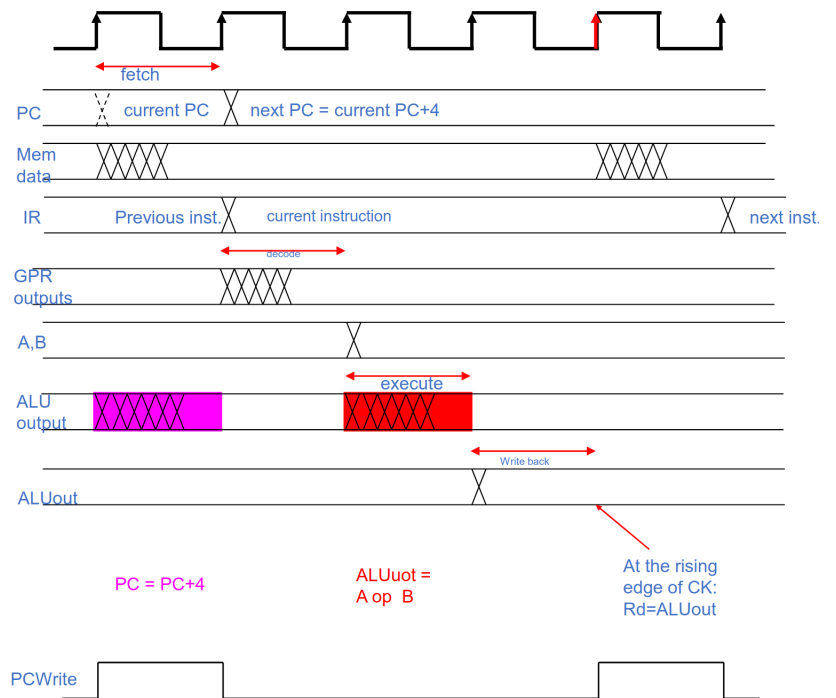 fetch
PC
current PC
next PC = current PC+4
Mem
data
IR
Previous inst.
current instruction
next inst.
decode
GPR
outputs
A,B
execute
ALU
output
Write back
ALUout
PC = PC+4
ALUuot =
A op B
At the rising
edge of CK:
Rd=ALUout
PCWrite